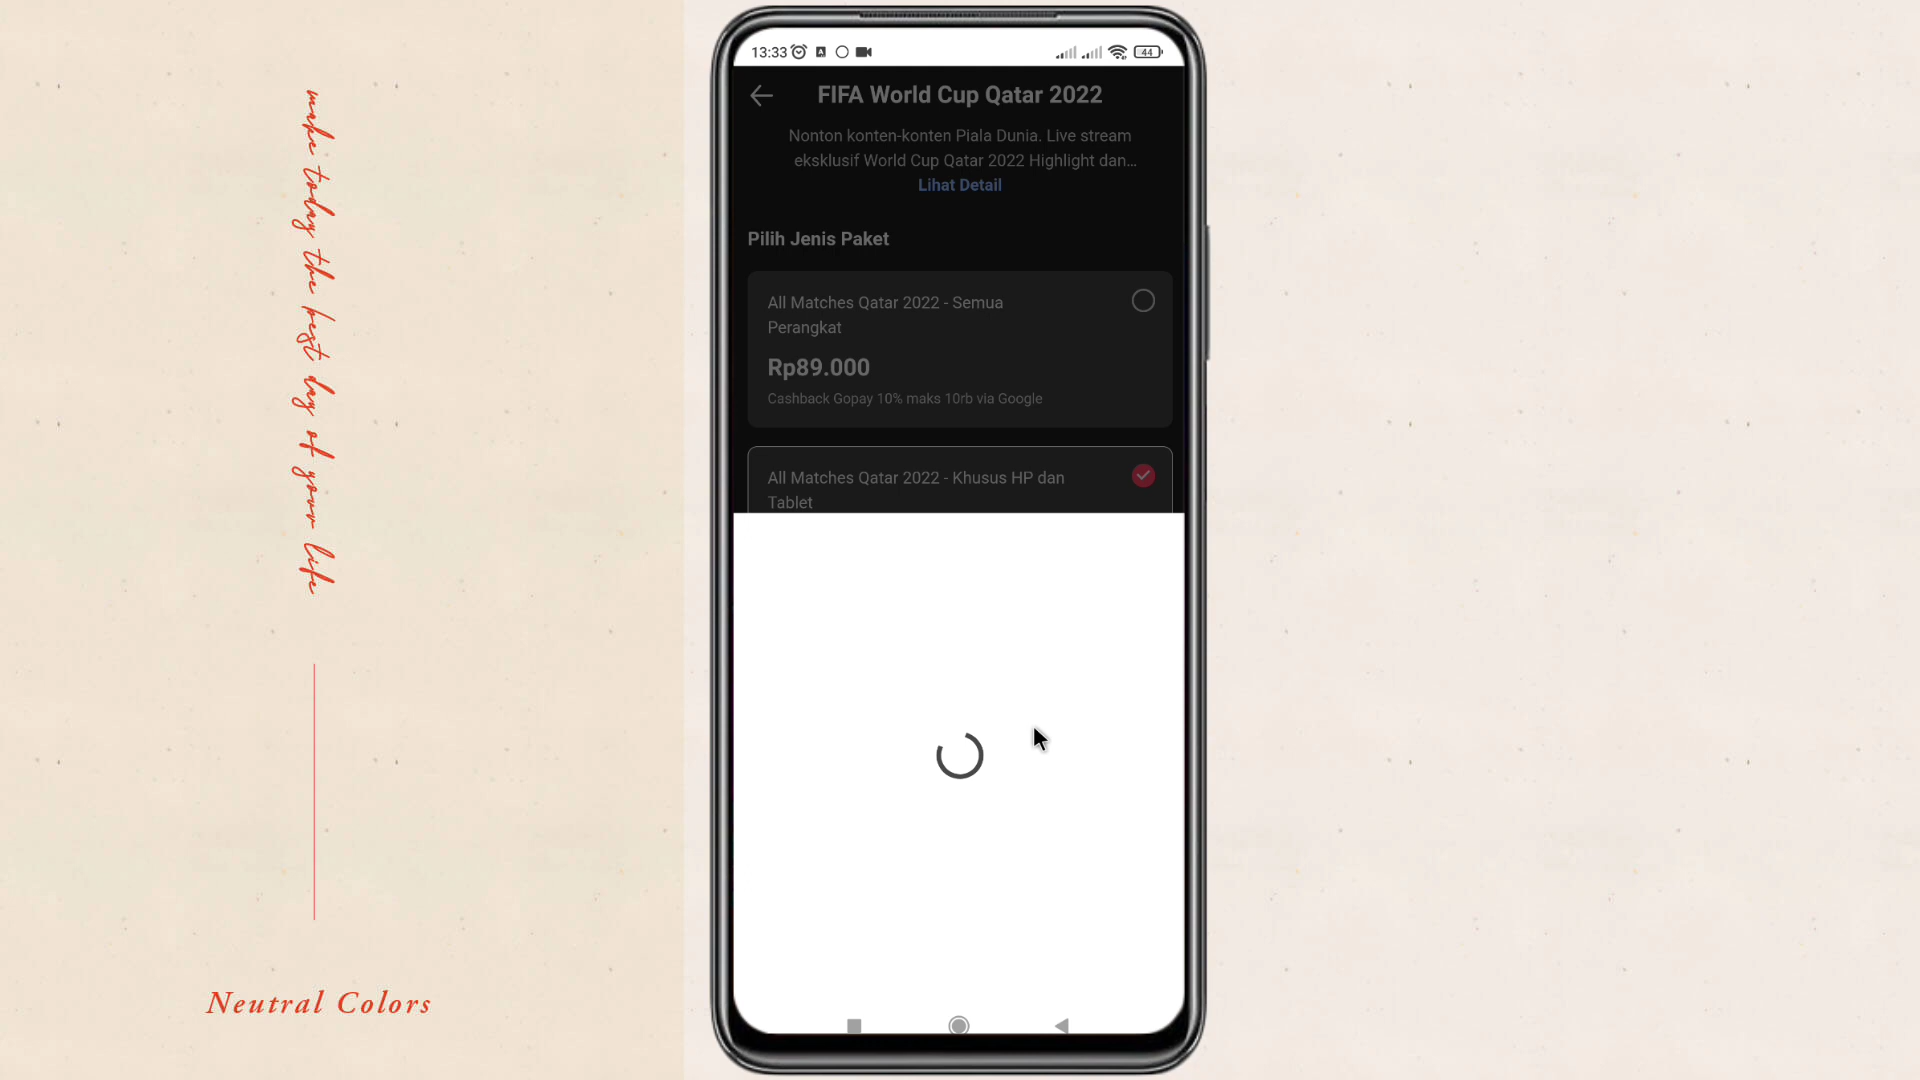 make today the best day of your life
Neutral Colors
13:33
44
FIFA World Cup Qatar 2022
Nonton konten-konten Piala Dunia. Live stream
eksklusif World Cup Qatar 2022 Highlight dan...
Lihat Detail
Pilih Jenis Paket
All Matches Qatar 2022 - Semua
Perangkat
Rp89.000
Cashback Gopay 10% maks 10rb via Google
All Matches Qatar 2022 - Khusus HP dan
Tablet